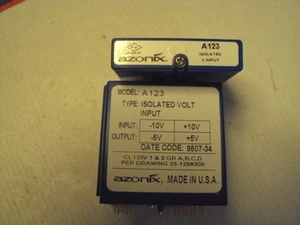 A123
azonix
ISOLATED
V INPUT
MODEL: A123
TYPE: ISOLATED VOLT
INPUT
INPUT: -10V +10V
OUTPUT: -5V +5V
DATE CODE: 9507-34
CL I DIV 1 & 2 GR A,B,C,D
PER DRAWING 03-1298300
azonix MADE IN U.S.A.